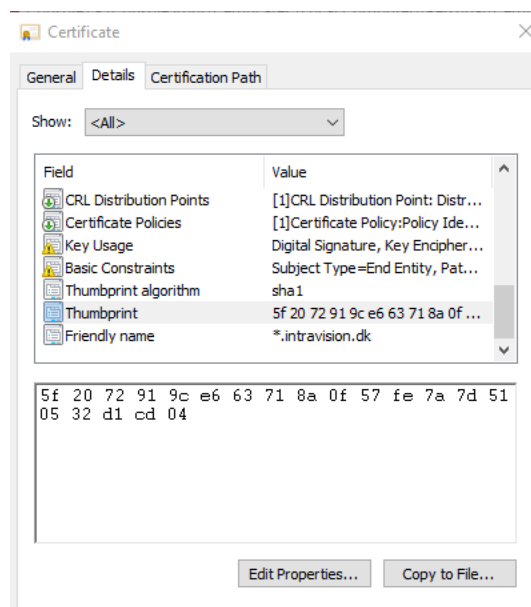 Certificate
General Details Certification Path
Show: <All>
Field Value
CRL Distribution Points [1]CRL Distribution Point: Distr...
Certificate Policies [1]Certificate Policy:Policy Ide...
Key Usage Digital Signature, Key Encipher...
Basic Constraints Subject Type=End Entity, Pat...
Thumbprint algorithm sha1
Thumbprint 5f 20 72 91 9c e6 63 71 8a 0f ...
Friendly name *.intravision.dk
5f 20 72 91 9c e6 63 71 8a 0f 57 fe 7a 7d 51
05 32 d1 cd 04
Edit Properties... Copy to File...